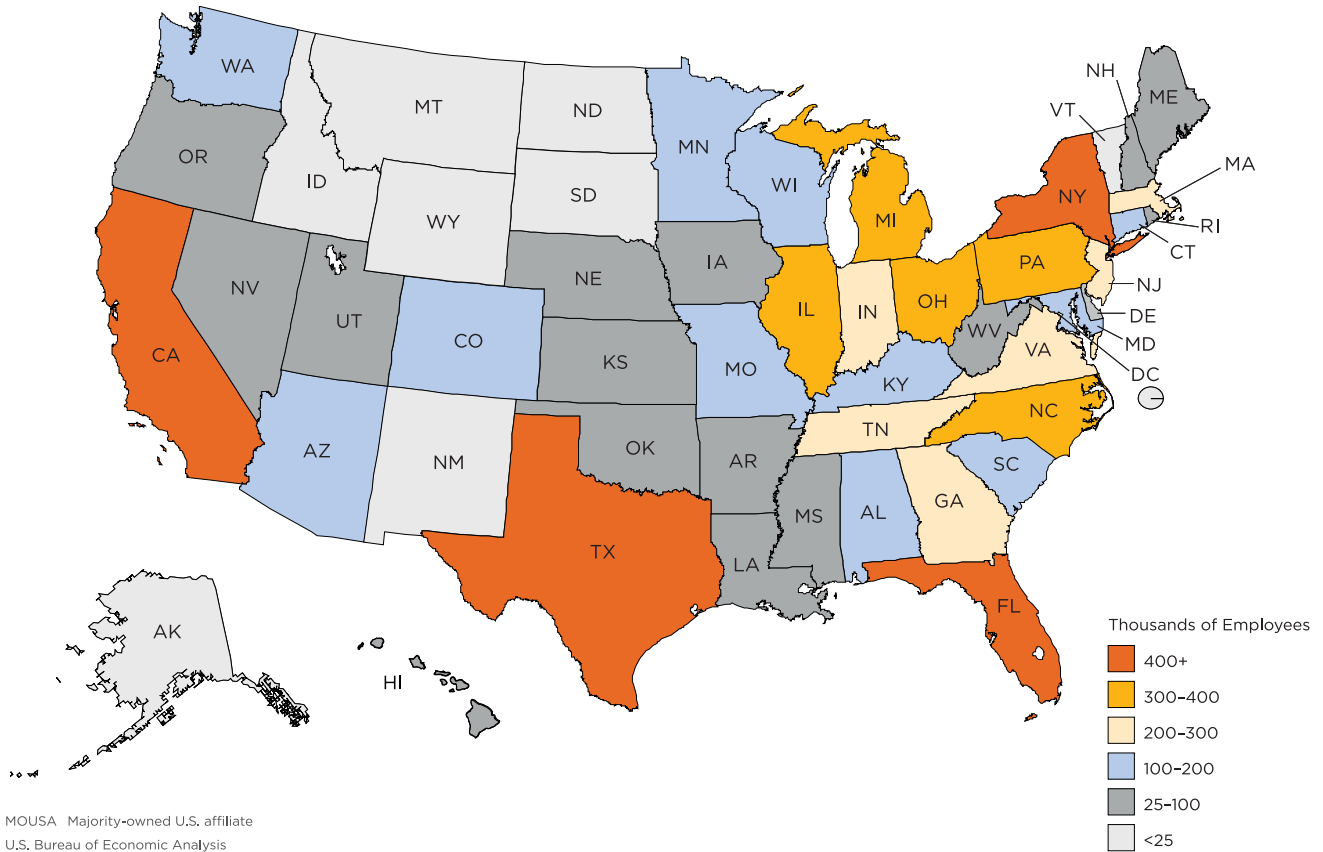 WA
MT
ND
MN
NH
ME
VT
OR
ID
SD
WI
MA
WY
MI
NY
RI
CT
IA
PA
NE
NJ
NV
UT
IL
IN
OH
DE
CO
WV
MD
CA
KS
MO
KY
VA
DC
NC
TN
AZ
NM
OK
AR
SC
MS
AL
GA
TX
LA
FL
AK
HI
Thousands of Employees
400+
300–400
200–300
100–200
25–100
<25
MOUSA Majority-owned U.S. affiliate
U.S. Bureau of Economic Analysis